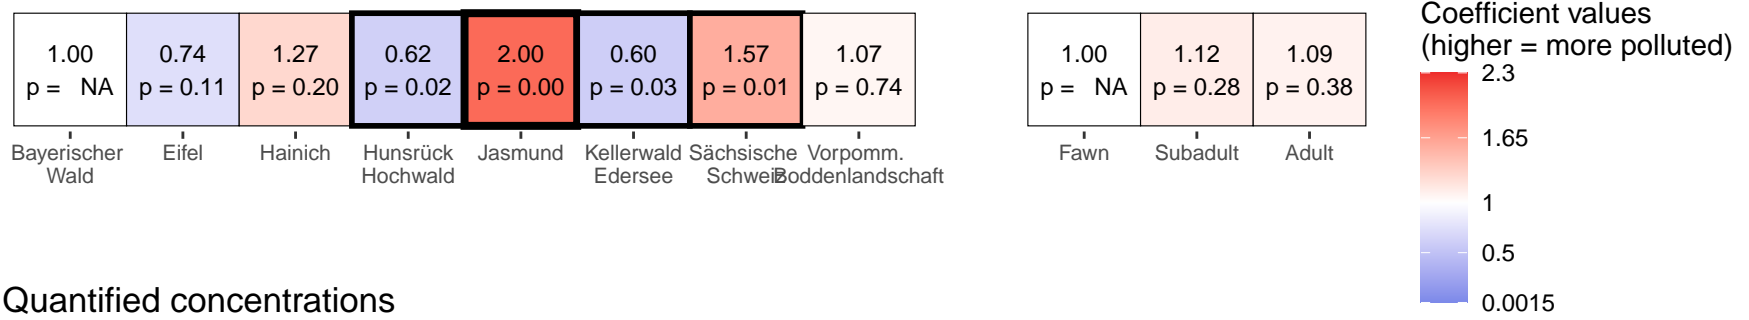 1.00 0.74 1.27 0.62 2.00 0.60 1.57 1.07
p = NA p = 0.11 p = 0.20 p = 0.02 p = 0.00 p = 0.03 p = 0.01 p = 0.74
Bayerischer Eifel Hainich Hunsrück Jasmund Kellerwald Sächsische Vorpomm.
Wald Hochwald Edersee Schweiz Boddenlandschaft
1.00 1.12 1.09
p = NA p = 0.28 p = 0.38
Fawn Subadult Adult
Coefficient values
(higher = more polluted)
2.3
1.65
1
0.5
0.0015
Quantified concentrations